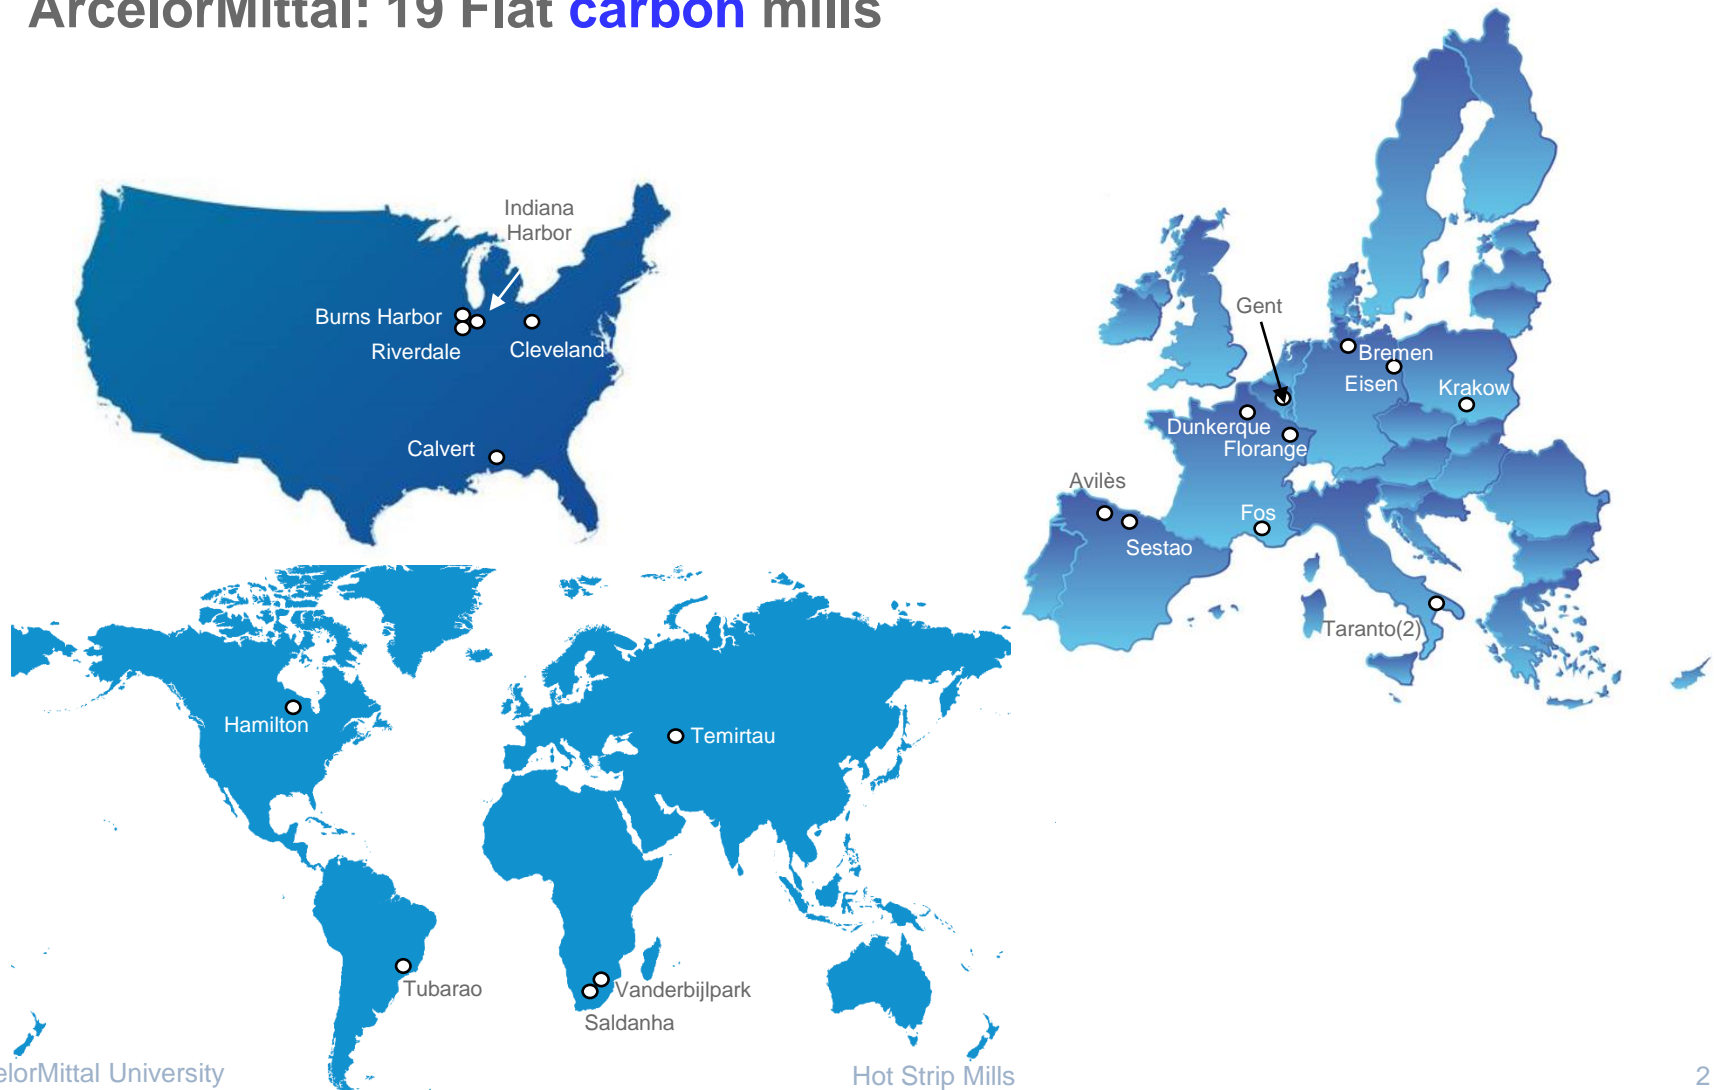 ArcelorMittal: 19 Flat carbon mills
Indiana
Harbor
Burns Harbor
Riverdale
Cleveland
Calvert
Gent
Bremen
Eisen
Krakow
Dunkerque
Florange
Avilès
Fos
Sestao
Taranto(2)
Hamilton
Temirtau
Tubarao
Vanderbijlpark
Saldanha
elorMittal University
Hot Strip Mills
2